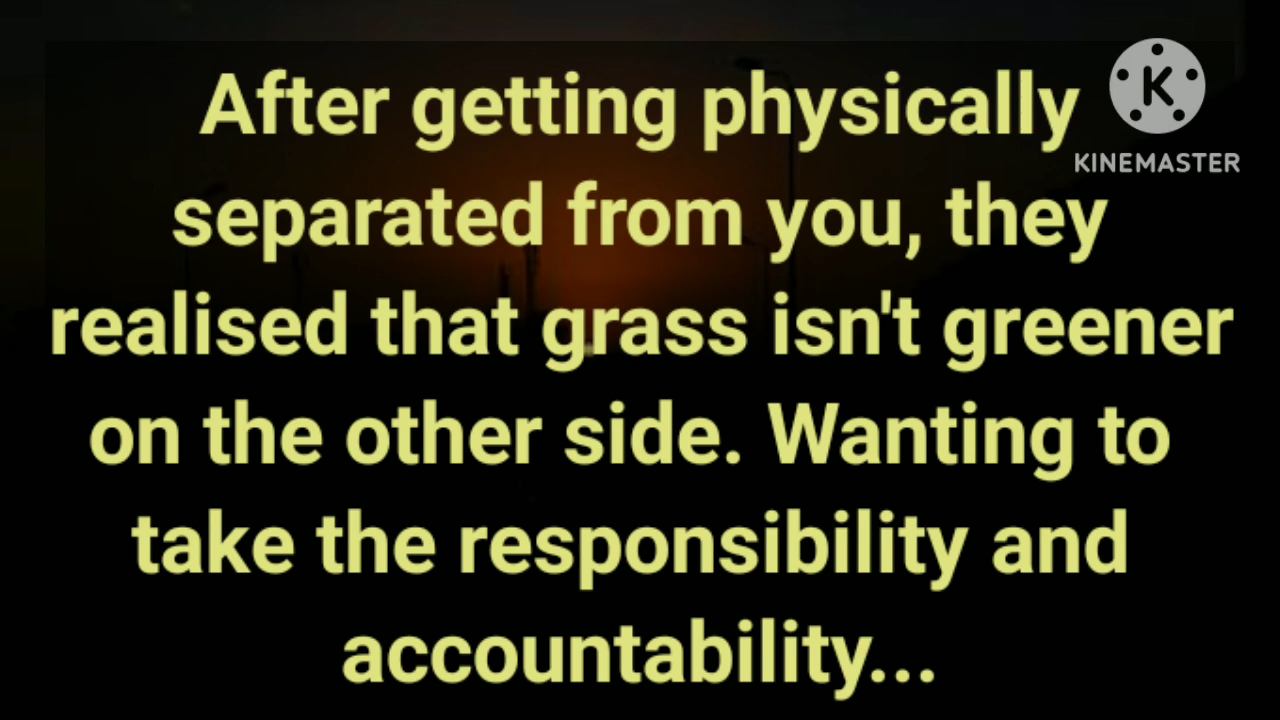 After getting physically
KINEMASTER
separated from you, they
realised that grass isn't greener
on the other side. Wanting to
take the responsibility and
accountability...